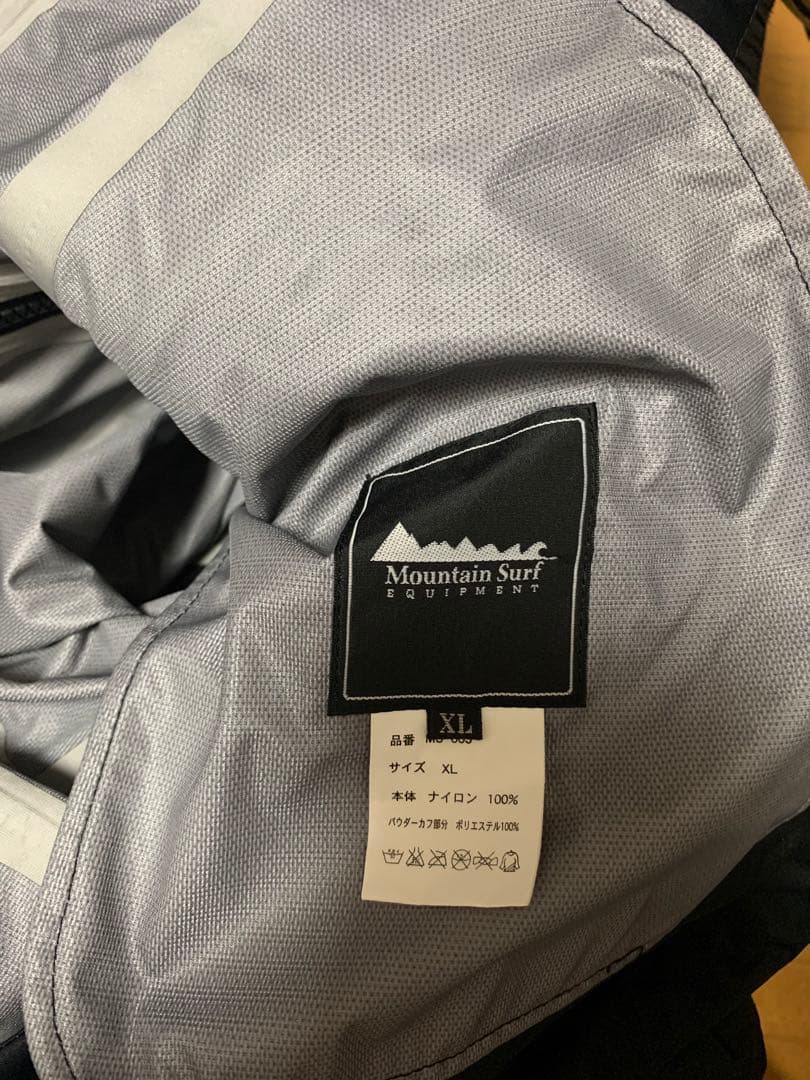 Mountain Surf
EQUIPMENT
XL
品番
サイズ XL
本体 ナイロン 100%
パウダーカフ部分 ポリエステル100%